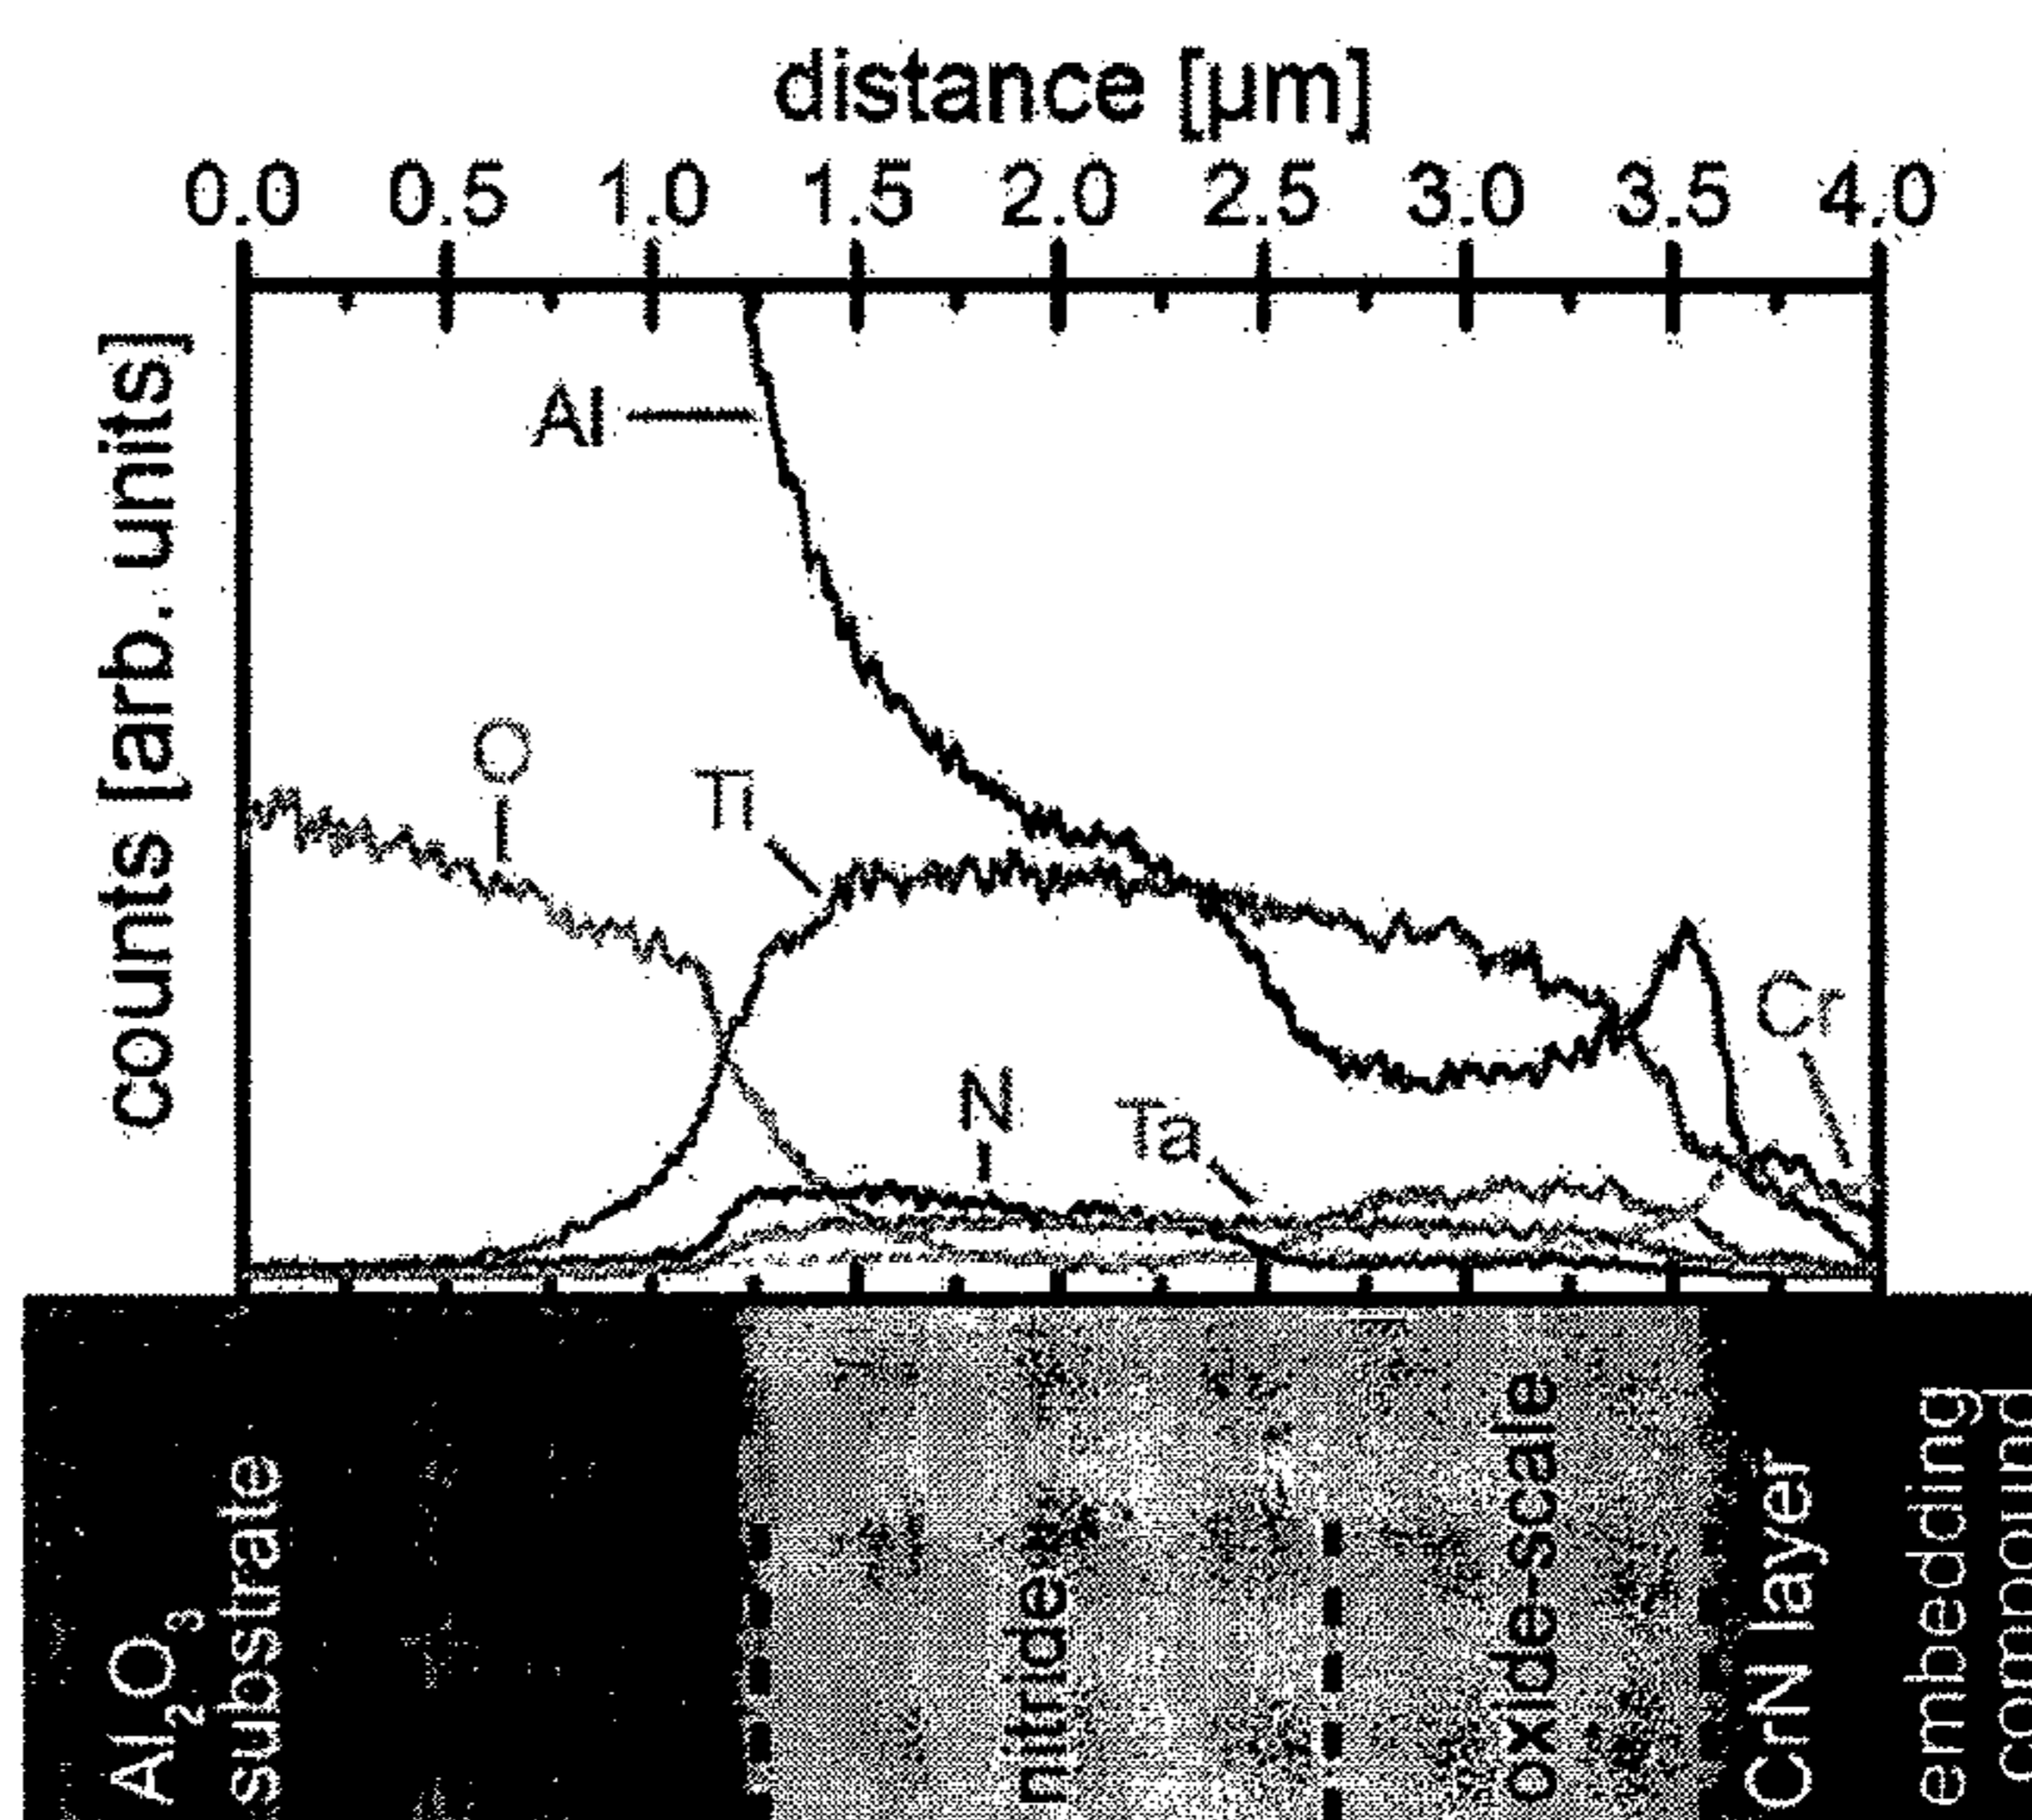 distance [µm]
0.0 0.5 1.0 1.5 2.0 2.5 3.0 3.5 4.0
counts [arb. units]
Al
O
Ti
N
Ta
Cr
Al₂O₃
substrate
nitride
oxide-scale
CrN layer
embedding
compound